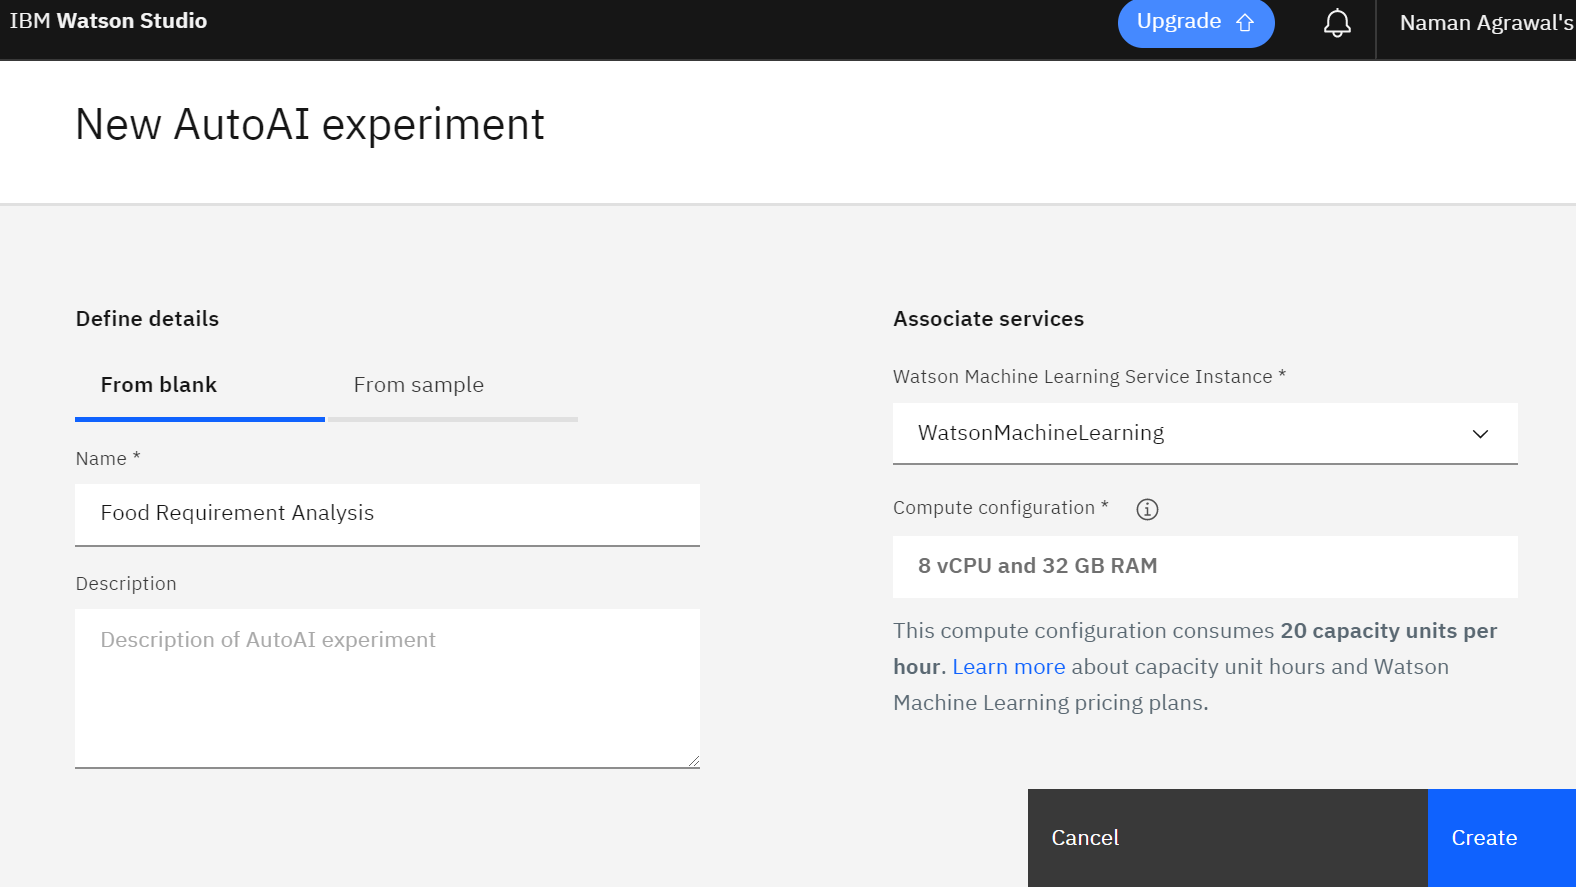 IBM Watson Studio
Upgrade
Naman Agrawal's
New AutoAI experiment
Define details
From blank
From sample
Name *
Food Requirement Analysis
Description
Description of AutoAI experiment
Associate services
Watson Machine Learning Service Instance *
WatsonMachineLearning
Compute configuration *
8 vCPU and 32 GB RAM
This compute configuration consumes 20 capacity units per
hour. Learn more about capacity unit hours and Watson
Machine Learning pricing plans.
Cancel
Create